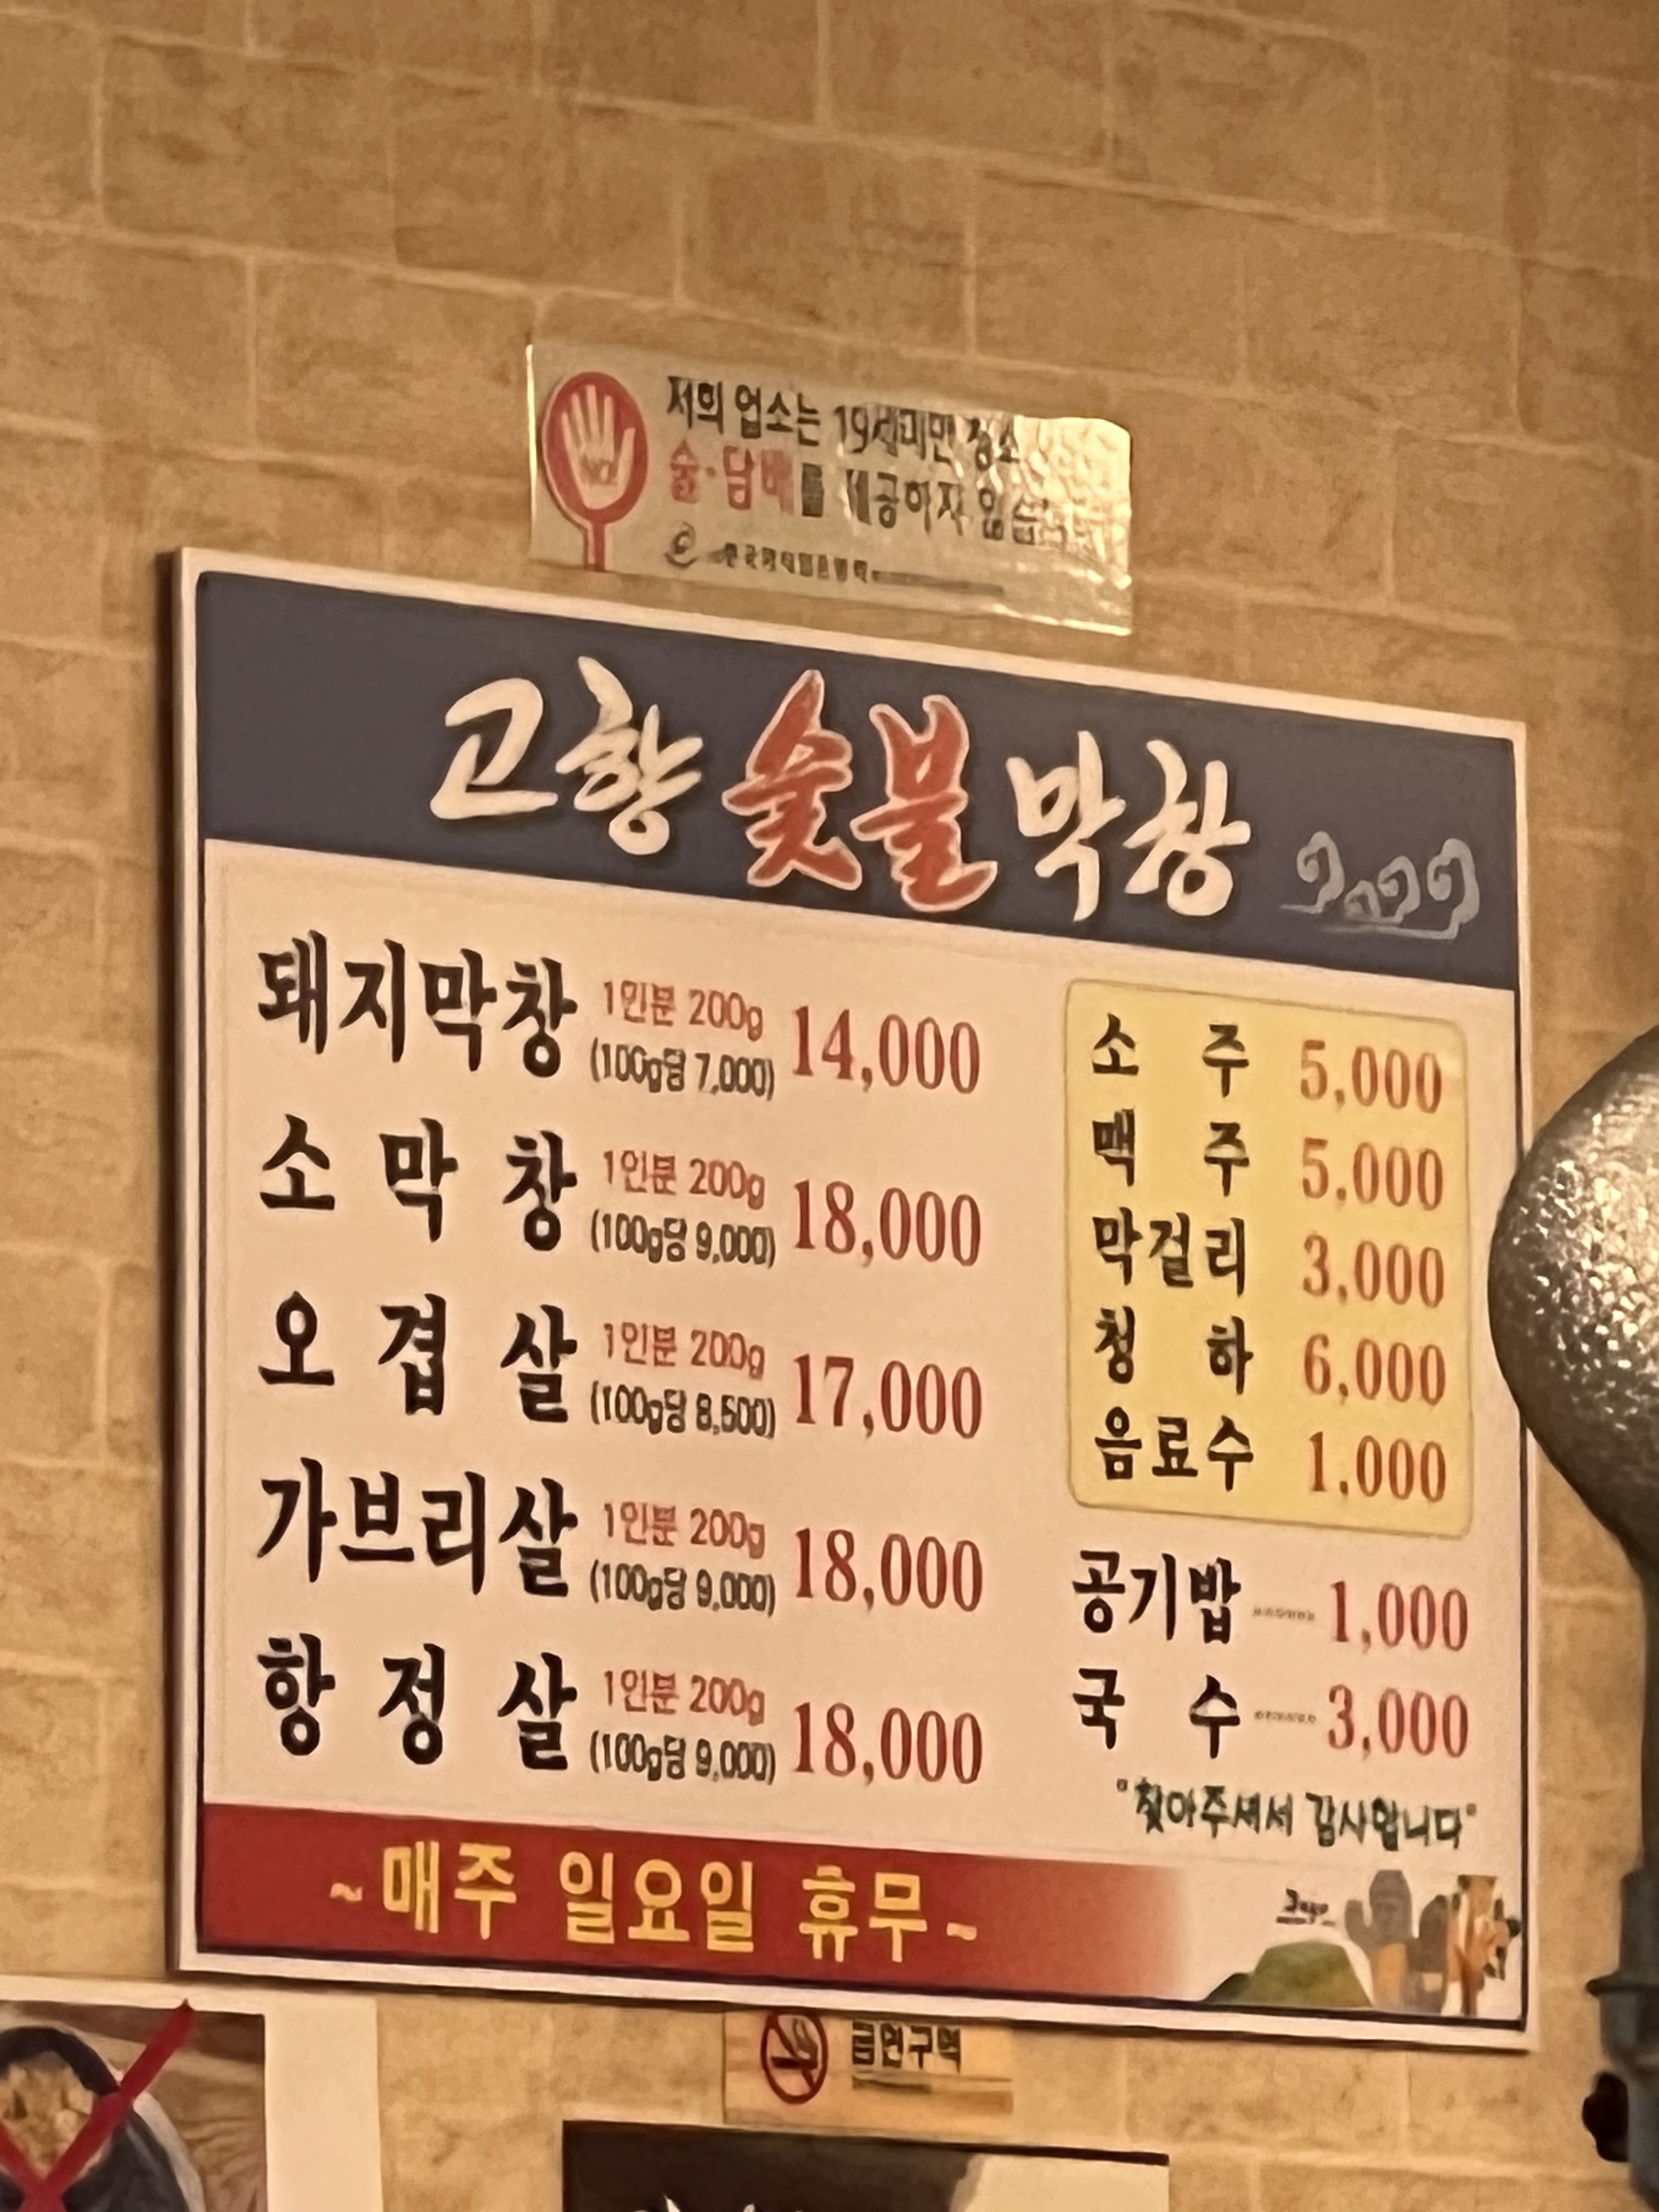 저희 업소는 19세미만 청소
술·담배를 제공하지 않습니다
고향 숯불 막창
돼지막창 1인분 200g (100g당 7,000) 14,000
소 막 창 1인분 200g (100g당 9,000) 18,000
오 겹 살 1인분 200g (100g당 8,500) 17,000
가브리살 1인분 200g (100g당 9,000) 18,000
항 정 살 1인분 200g (100g당 9,000) 18,000
소 주 5,000
맥 주 5,000
막걸리 3,000
청 하 6,000
음료수 1,000
공기밥 1,000
국 수 3,000
"찾아주셔서 감사합니다"
~매주 일요일 휴무~
금연구역